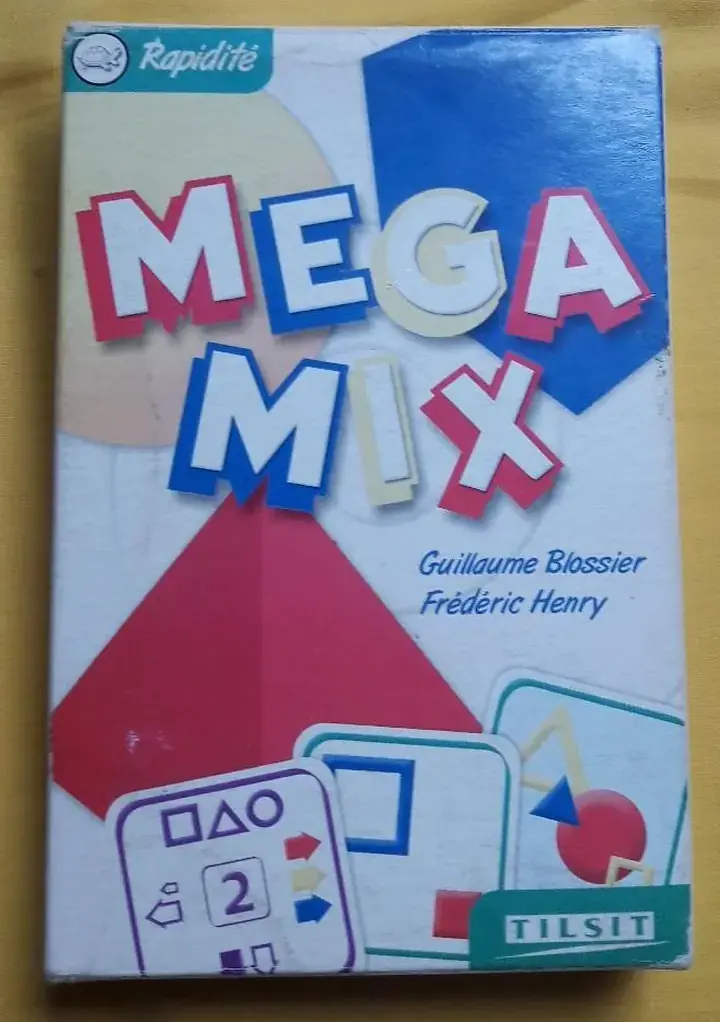 Rapidité
MEGA
MIX
Guillaume Blossier
Frédéric Henry
2
TILSIT